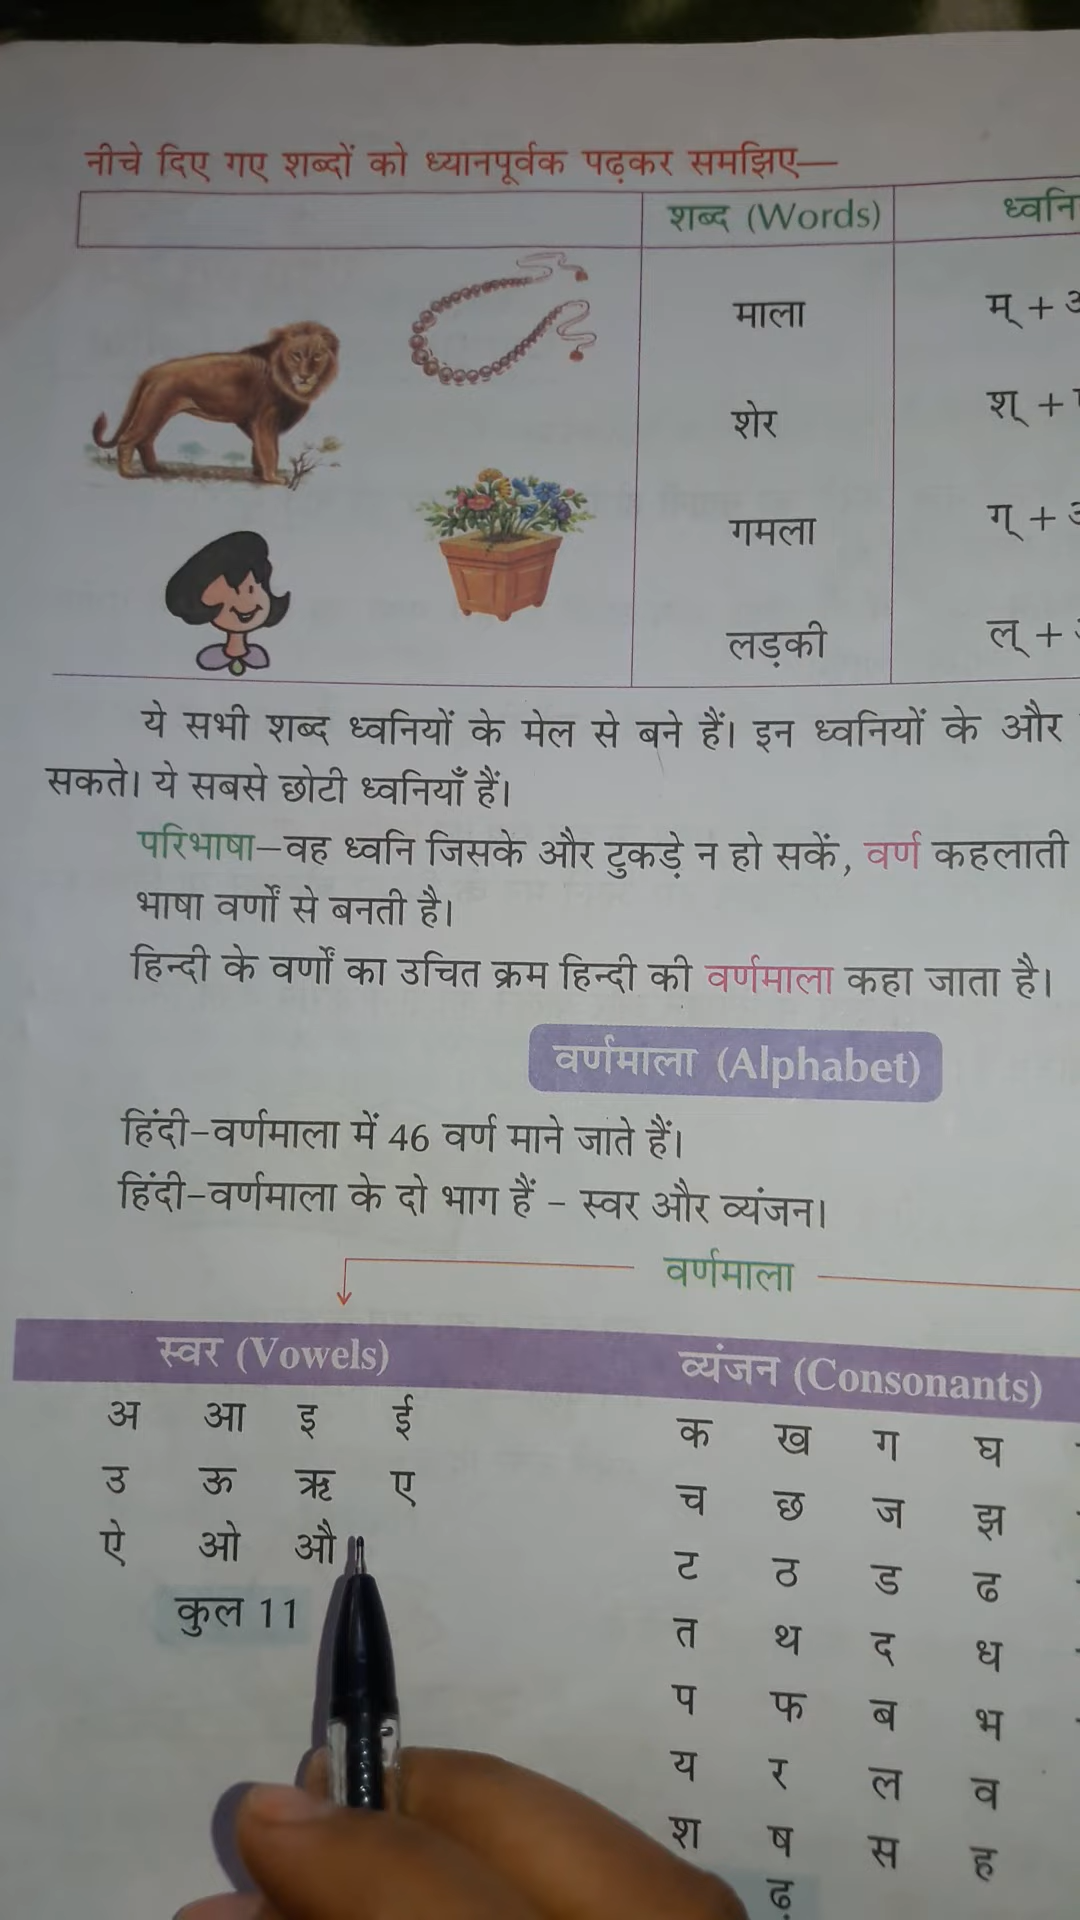 नीचे दिए गए शब्दों को ध्यानपूर्वक पढ़कर समझिए—
शब्द (Words) ध्वनि
माला म् +
शेर श् +
गमला ग् +
लड़की ल् +
ये सभी शब्द ध्वनियों के मेल से बने हैं। इन ध्वनियों के और
सकते। ये सबसे छोटी ध्वनियाँ हैं।
परिभाषा–वह ध्वनि जिसके और टुकड़े न हो सकें, वर्ण कहलाती
भाषा वर्णों से बनती है।
हिन्दी के वर्णों का उचित क्रम हिन्दी की वर्णमाला कहा जाता है।
वर्णमाला (Alphabet)
हिंदी-वर्णमाला में 46 वर्ण माने जाते हैं।
हिंदी-वर्णमाला के दो भाग हैं - स्वर और व्यंजन।
वर्णमाला
स्वर (Vowels) व्यंजन (Consonants)
अ आ इ ई क ख ग घ
उ ऊ ऋ ए च छ ज झ
ऐ ओ औ ट ठ ड ढ
कुल 11 त थ द ध
प फ ब भ
य र ल व
श ष स ह
ढ़